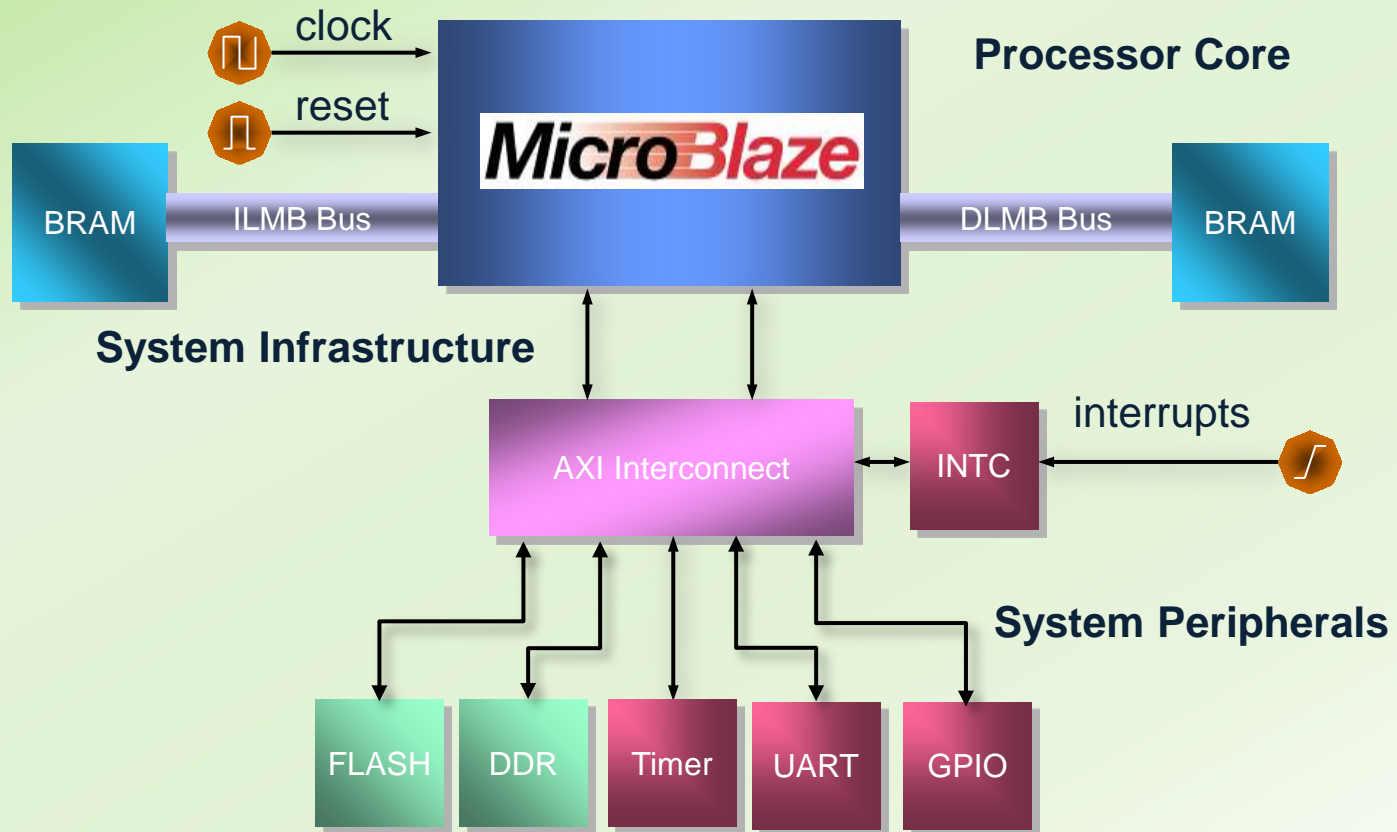 clock
Processor Core
reset
MicroBlaze
BRAM
ILMB Bus
DLMB Bus
BRAM
System Infrastructure
interrupts
AXI Interconnect
INTC
System Peripherals
FLASH
DDR
Timer
UART
GPIO